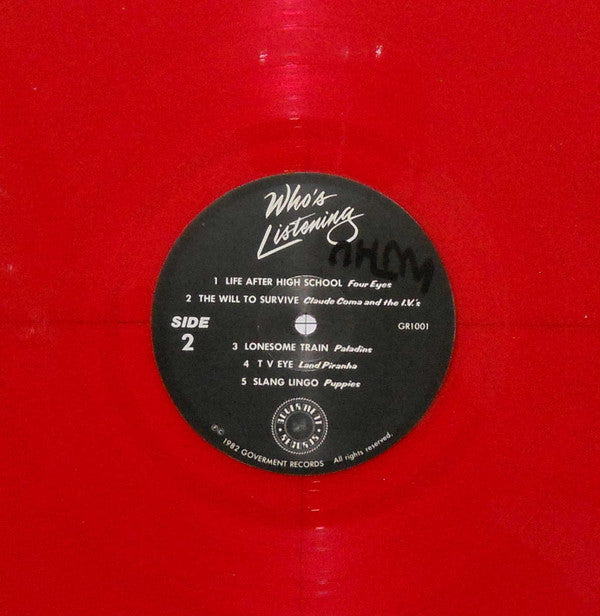 Who's
Listening
1 LIFE AFTER HIGH SCHOOL Four Eyes
2 THE WILL TO SURVIVE Claude Coma and the I.V.'s
SIDE
2
GR1001
3 LONESOME TRAIN Paladins
4 T V EYE Land Piranha
5 SLANG LINGO Puppies
℗© 1982 GOVERMENT RECORDS All rights reserved.